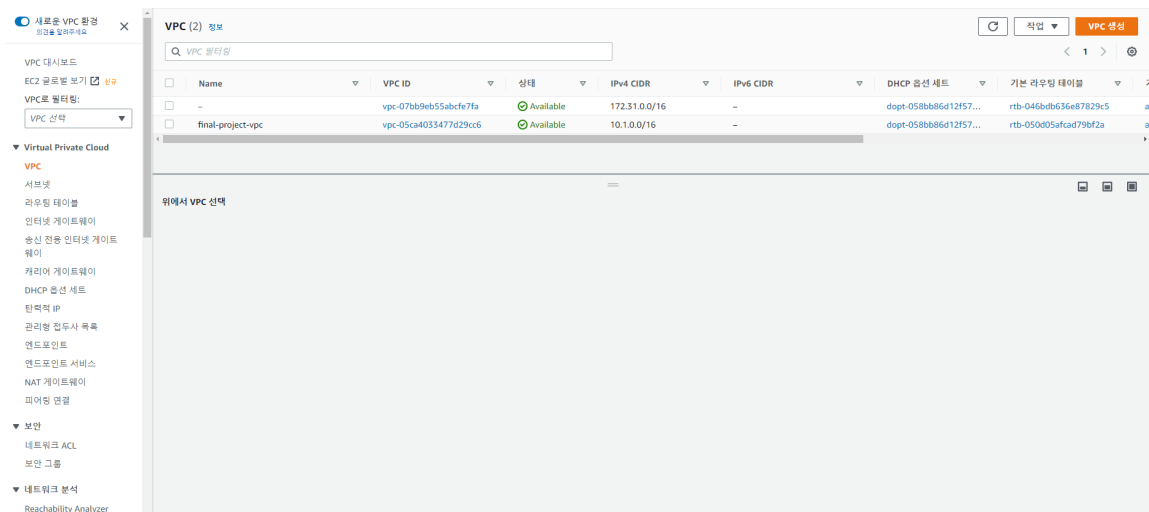 새로운 VPC 환경
의견을 알려주세요
VPC 대시보드
EC2 글로벌 보기 신규
VPC로 필터링:
VPC 선택
Virtual Private Cloud
VPC
서브넷
라우팅 테이블
인터넷 게이트웨이
송신 전용 인터넷 게이트
웨이
캐리어 게이트웨이
DHCP 옵션 세트
탄력적 IP
관리형 접두사 목록
엔드포인트
엔드포인트 서비스
NAT 게이트웨이
피어링 연결
보안
네트워크 ACL
보안 그룹
네트워크 분석
Reachability Analyzer
VPC (2) 정보
작업
VPC 생성
VPC 필터링
1
Name VPC ID 상태 IPv4 CIDR IPv6 CIDR DHCP 옵션 세트 기본 라우팅 테이블
– vpc-07bb9eb55abcfe7fa Available 172.31.0.0/16 – dopt-058bb86d12f57... rtb-046bdb636e87829c5
final-project-vpc vpc-05ca4033477d29cc6 Available 10.1.0.0/16 – dopt-058bb86d12f57... rtb-050d05afcad79bf2a
위에서 VPC 선택